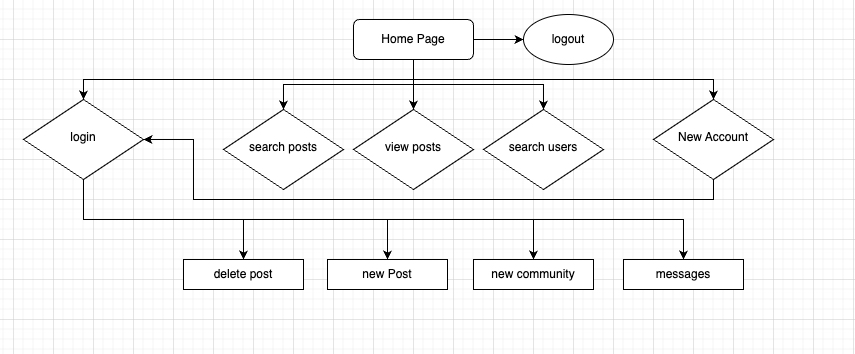 Home Page
logout
login
search posts
view posts
search users
New Account
delete post
new Post
new community
messages